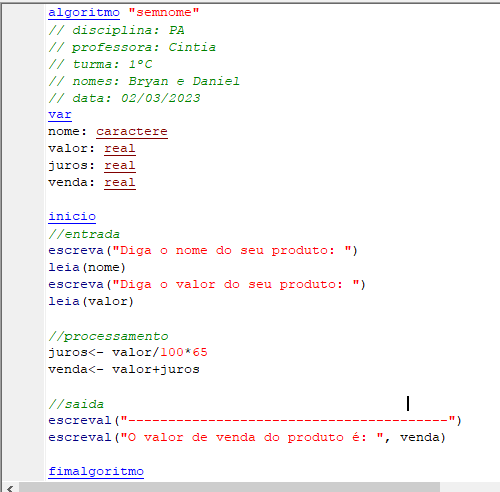 algoritmo "semnome"
// disciplina: PA
// professora: Cintia
// turma: 1°C
// nomes: Bryan e Daniel
// data: 02/03/2023
var
nome: caractere
valor: real
juros: real
venda: real
inicio
//entrada
escreva("Diga o nome do seu produto: ")
leia(nome)
escreva("Diga o valor do seu produto: ")
leia(valor)
//processamento
juros<- valor/100*65
venda<- valor+juros
//saida
escreval("----------------------------------------")
escreval("O valor de venda do produto é: ", venda)
fimalgoritmo